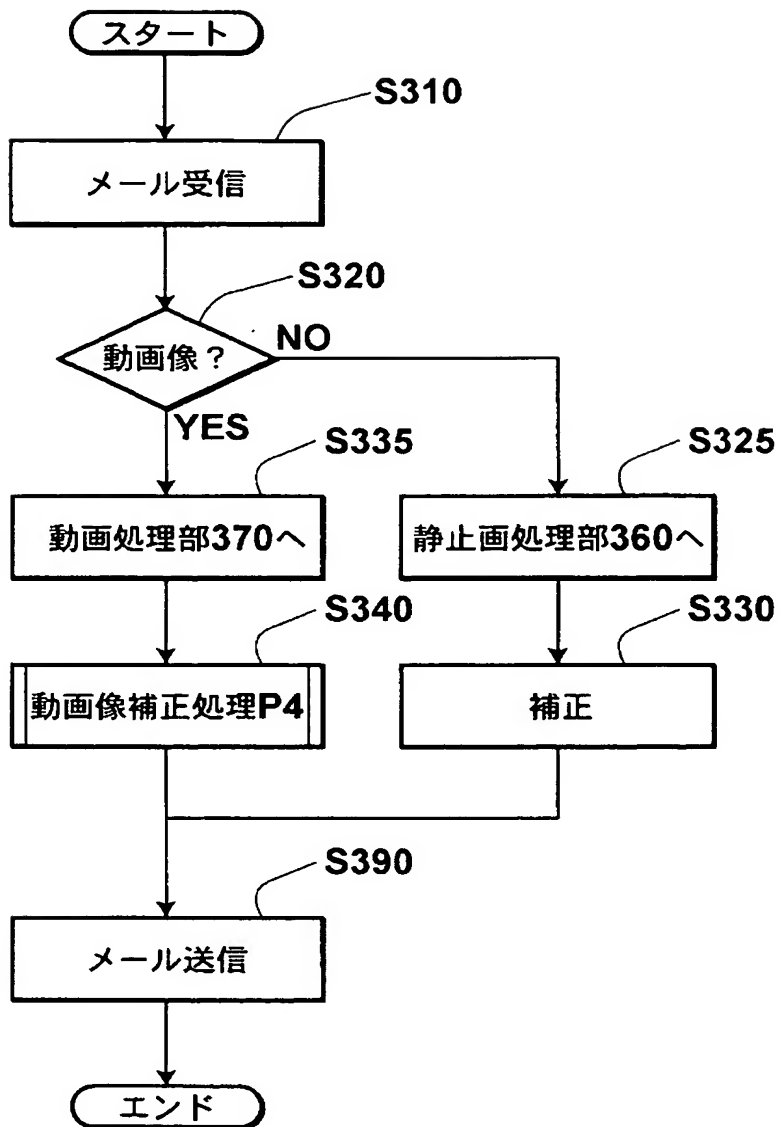 スタート
S310
メール受信
S320
動画像？
NO
YES
S335
S325
動画処理部370へ
静止画処理部360へ
S340
S330
動画像補正処理P4
補正
S390
メール送信
エンド